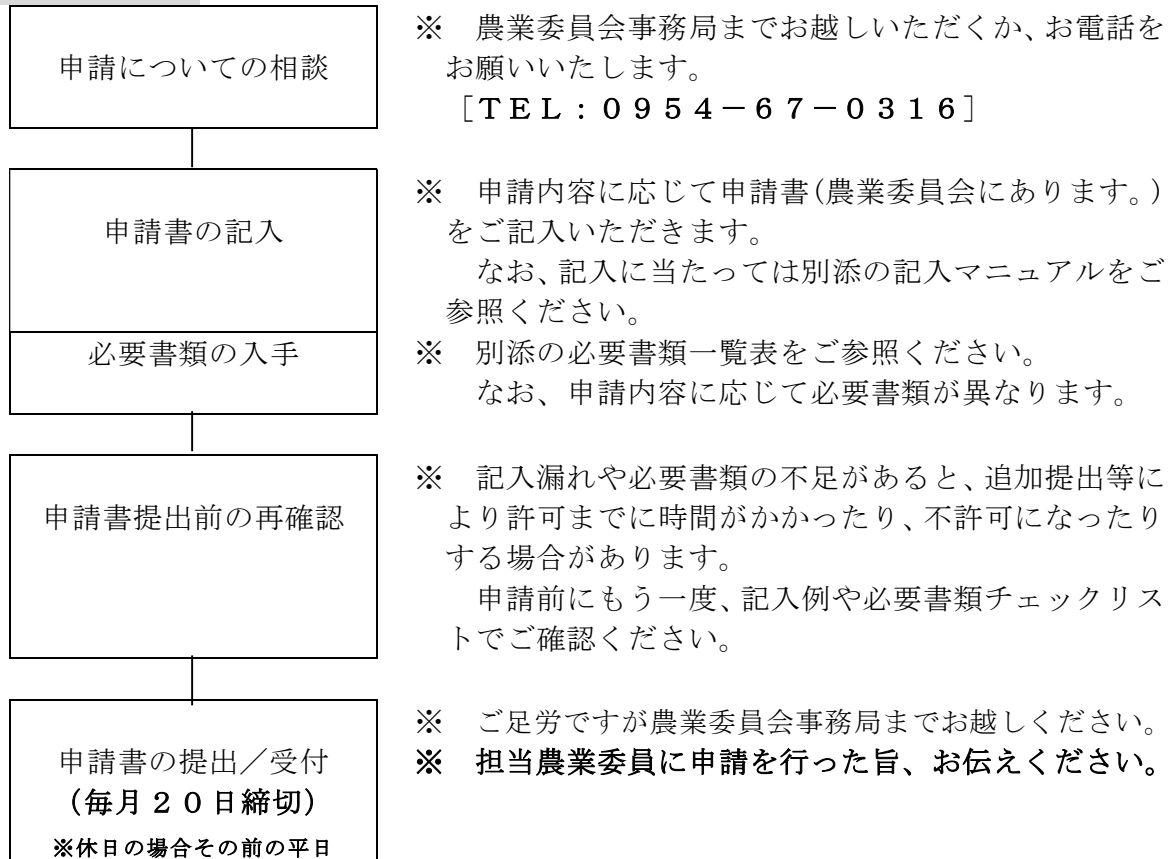 申請についての相談
※　農業委員会事務局までお越しいただくか、お電話を
お願いいたします。
［ＴＥＬ：０９５４－６７－０３１６］
申請書の記入
※　申請内容に応じて申請書(農業委員会にあります。)
をご記入いただきます。
なお、記入に当たっては別添の記入マニュアルをご
参照ください。
必要書類の入手
※　別添の必要書類一覧表をご参照ください。
なお、申請内容に応じて必要書類が異なります。
申請書提出前の再確認
※　記入漏れや必要書類の不足があると、追加提出等に
より許可までに時間がかかったり、不許可になったり
する場合があります。
申請前にもう一度、記入例や必要書類チェックリス
トでご確認ください。
申請書の提出／受付
(毎月２０日締切)
※休日の場合その前の平日
※　ご足労ですが農業委員会事務局までお越しください。
※　担当農業委員に申請を行った旨、お伝えください。